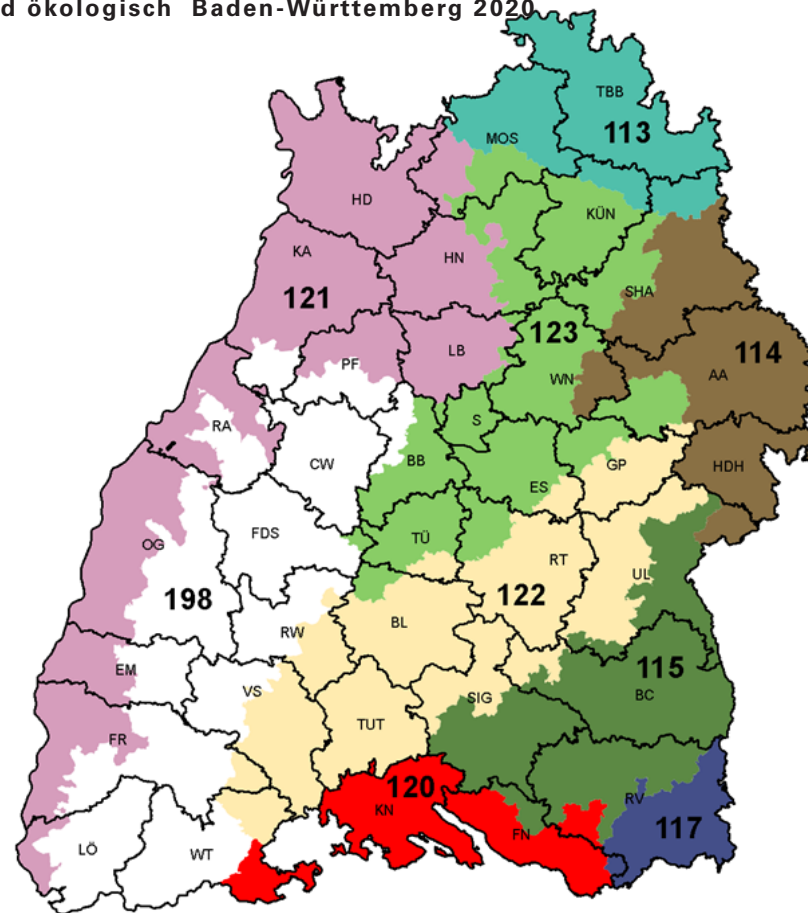 d ökologisch Baden-Württemberg 2020
TBB
113
MOS
HD
KÜN
KA
HN
121
SHA
123
LB
114
PF
AA
WN
RA
S
CW
BB
GP
HDH
ES
FDS
TÜ
OG
RT
UL
198
122
BL
RW
EM
115
VS
BC
SIG
TUT
FR
120
RV
KN
117
FN
LÖ
WT